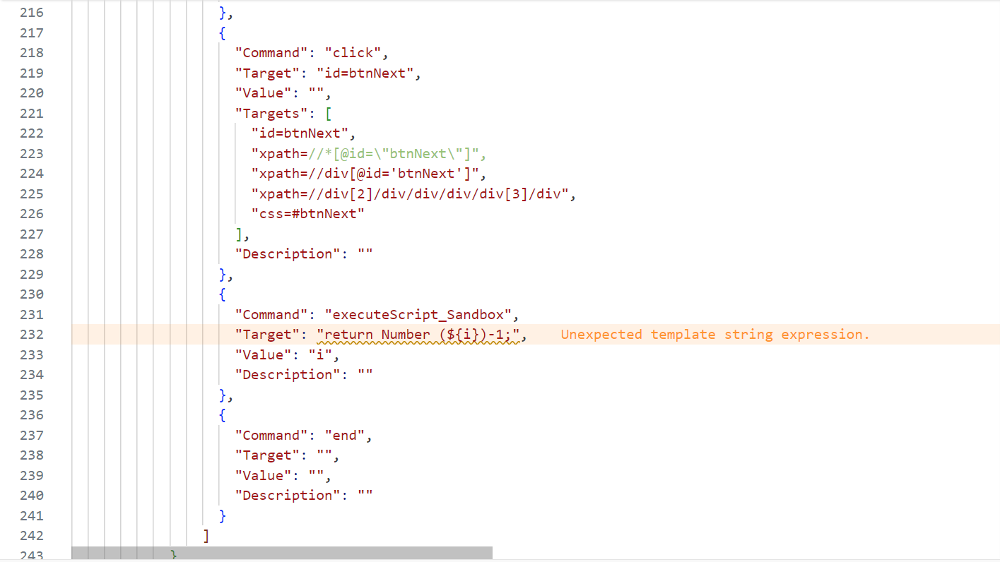 216 },
217 {
218 "Command": "click",
219 "Target": "id=btnNext",
220 "Value": "",
221 "Targets": [
222 "id=btnNext",
223 "xpath=//*[@id=\"btnNext\"]",
224 "xpath=//div[@id='btnNext']",
225 "xpath=//div[2]/div/div/div/div[3]/div",
226 "css=#btnNext"
227 ],
228 "Description": ""
229 },
230 {
231 "Command": "executeScript_Sandbox",
232 "Target": "return Number (${i})-1;", Unexpected template string expression.
233 "Value": "i",
234 "Description": ""
235 },
236 {
237 "Command": "end",
238 "Target": "",
239 "Value": "",
240 "Description": ""
241 }
242 ]
243 }